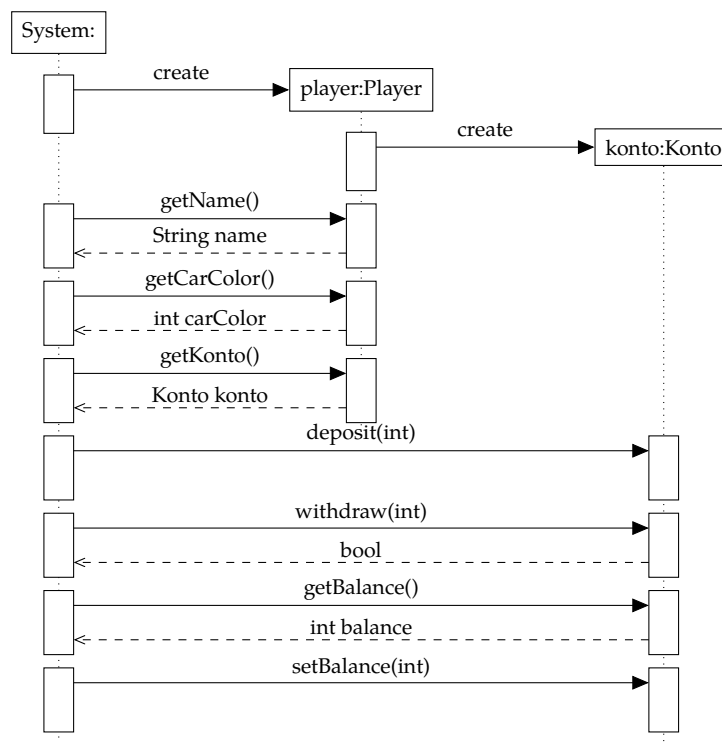 System:
create
player:Player
create
konto:Konto
getName()
String name
getCarColor()
int carColor
getKonto()
Konto konto
deposit(int)
withdraw(int)
bool
getBalance()
int balance
setBalance(int)